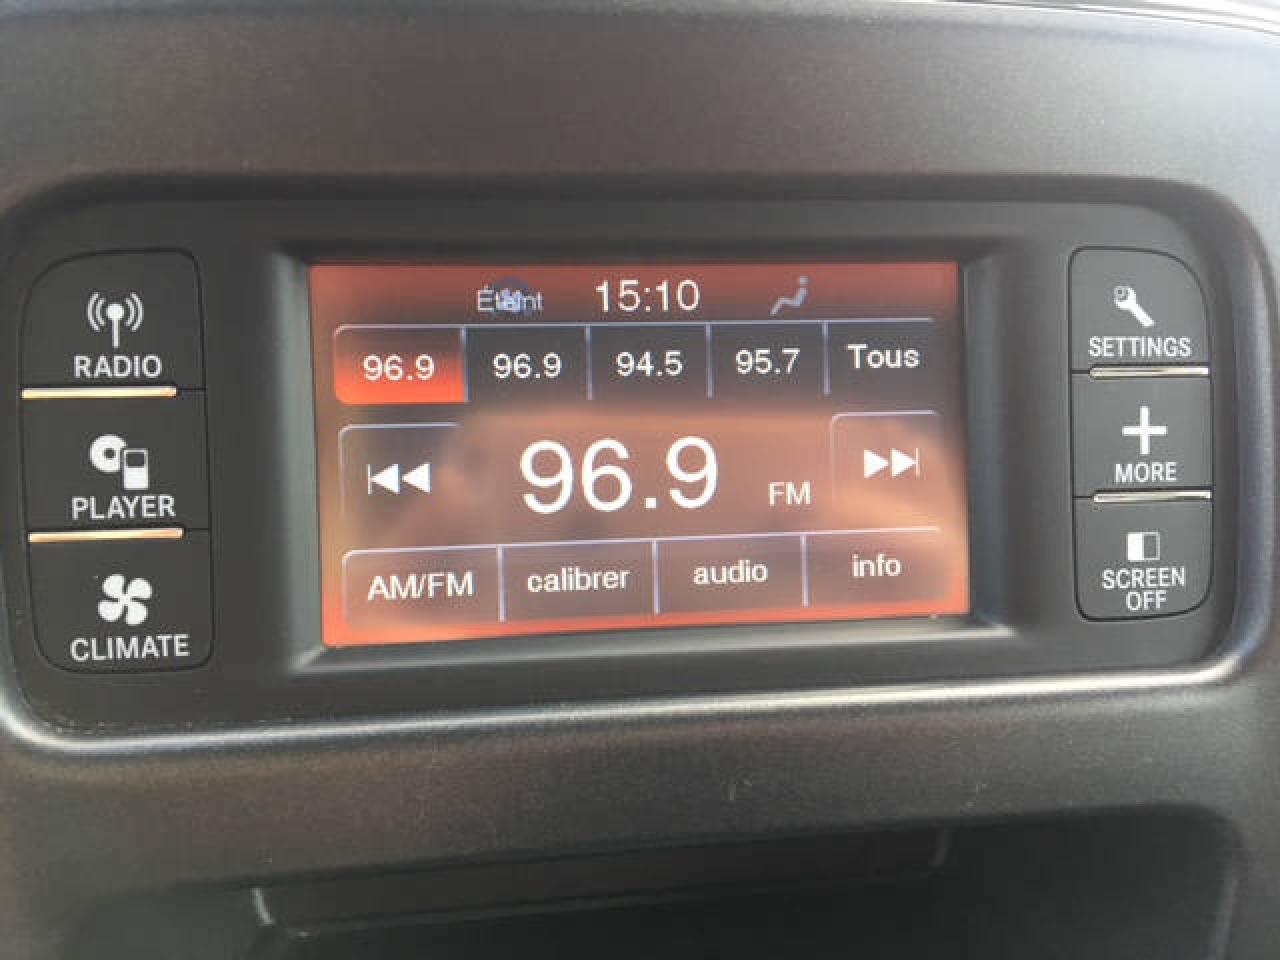 Éteint 15:10
96.9 96.9 94.5 95.7 Tous
96.9 FM
AM/FM calibrer audio info
RADIO
PLAYER
CLIMATE
SETTINGS
MORE
SCREEN
OFF